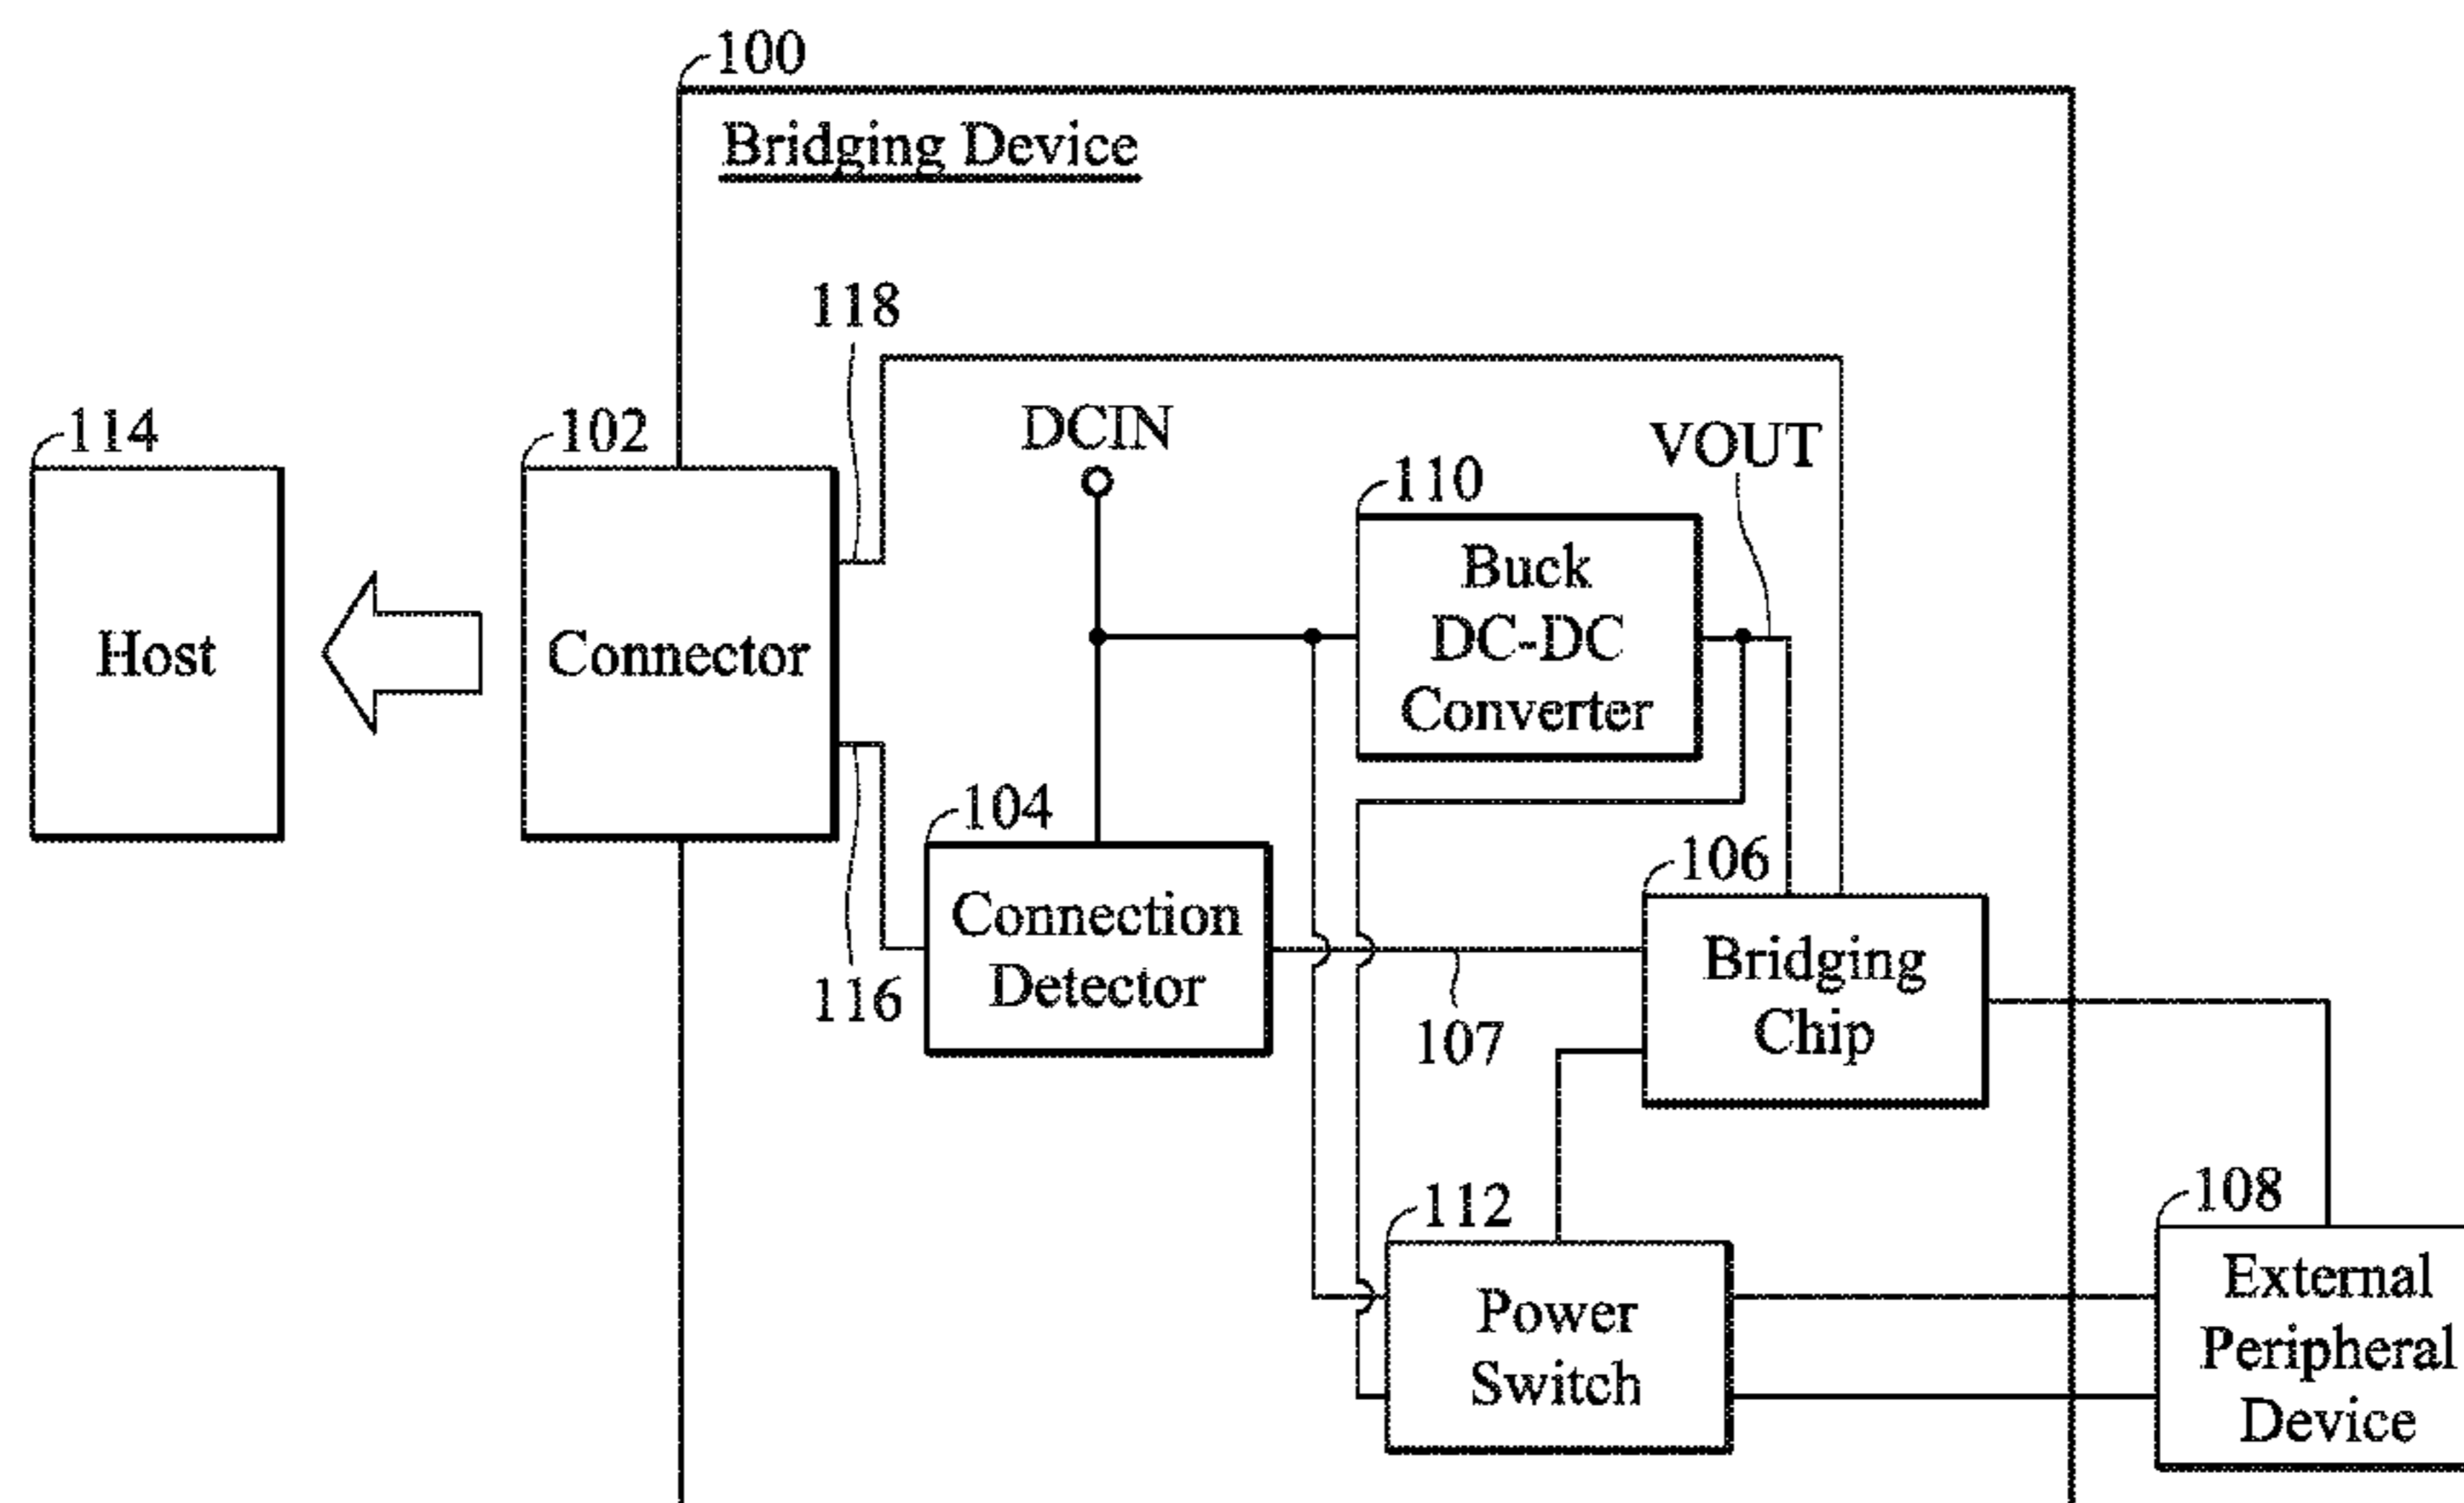 100
Bridging Device
118
114
102
DCIN
VOUT
110
Host
Connector
Buck
DC-DC
Converter
104
106
Connection
Detector
116
107
Bridging
Chip
112
108
Power
Switch
External
Peripheral
Device